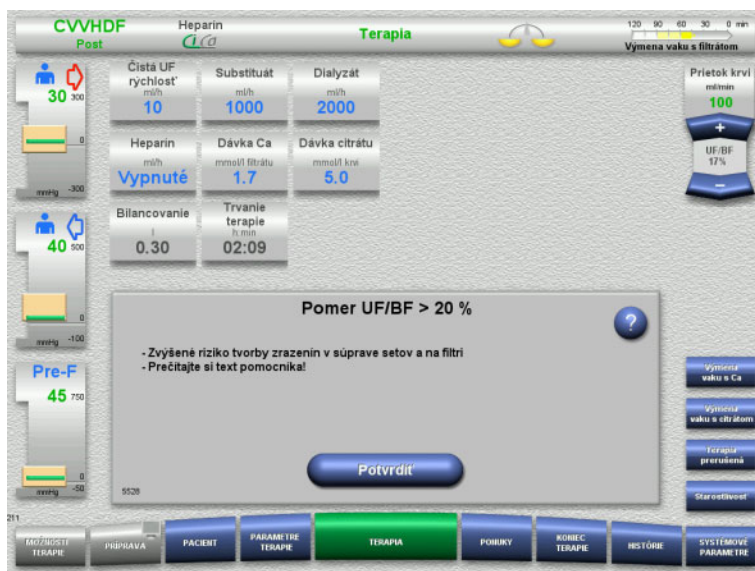 CVVHDF
Post
Heparin
Ci Ca
Terapia
120 90 60 30 0 min
Výmena vaku s filtrátom
30
300
0
mmHg -300
40
500
0
mmHg -100
Pre-F
45
750
0
mmHg -50
Čistá UF
rýchlosť
ml/h
10
Substituát
ml/h
1000
Dialyzát
ml/h
2000
Heparin
ml/h
Vypnuté
Dávka Ca
mmol/l filtrátu
1.7
Dávka citrátu
mmol/l krvi
5.0
Bilancovanie
l
0.30
Trvanie
terapie
h:min
02:09
Prietok krvi
ml/min
100
+
UF/BF
17%
−
Pomer UF/BF > 20 %
?
- Zvýšené riziko tvorby zrazenín v súprave setov a na filtri
- Prečítajte si text pomocníka!
Potvrdiť
5528
Výmena
vaku s Ca
Výmena
vaku s citrátom
Terapia
prerušená
Starostlivosť
211
MOŽNOSTI
TERAPIE
PRÍPRAVA
PACIENT
PARAMETRE
TERAPIE
TERAPIA
PONUKY
KONIEC
TERAPIE
HISTÓRIE
SYSTÉMOVÉ
PARAMETRE